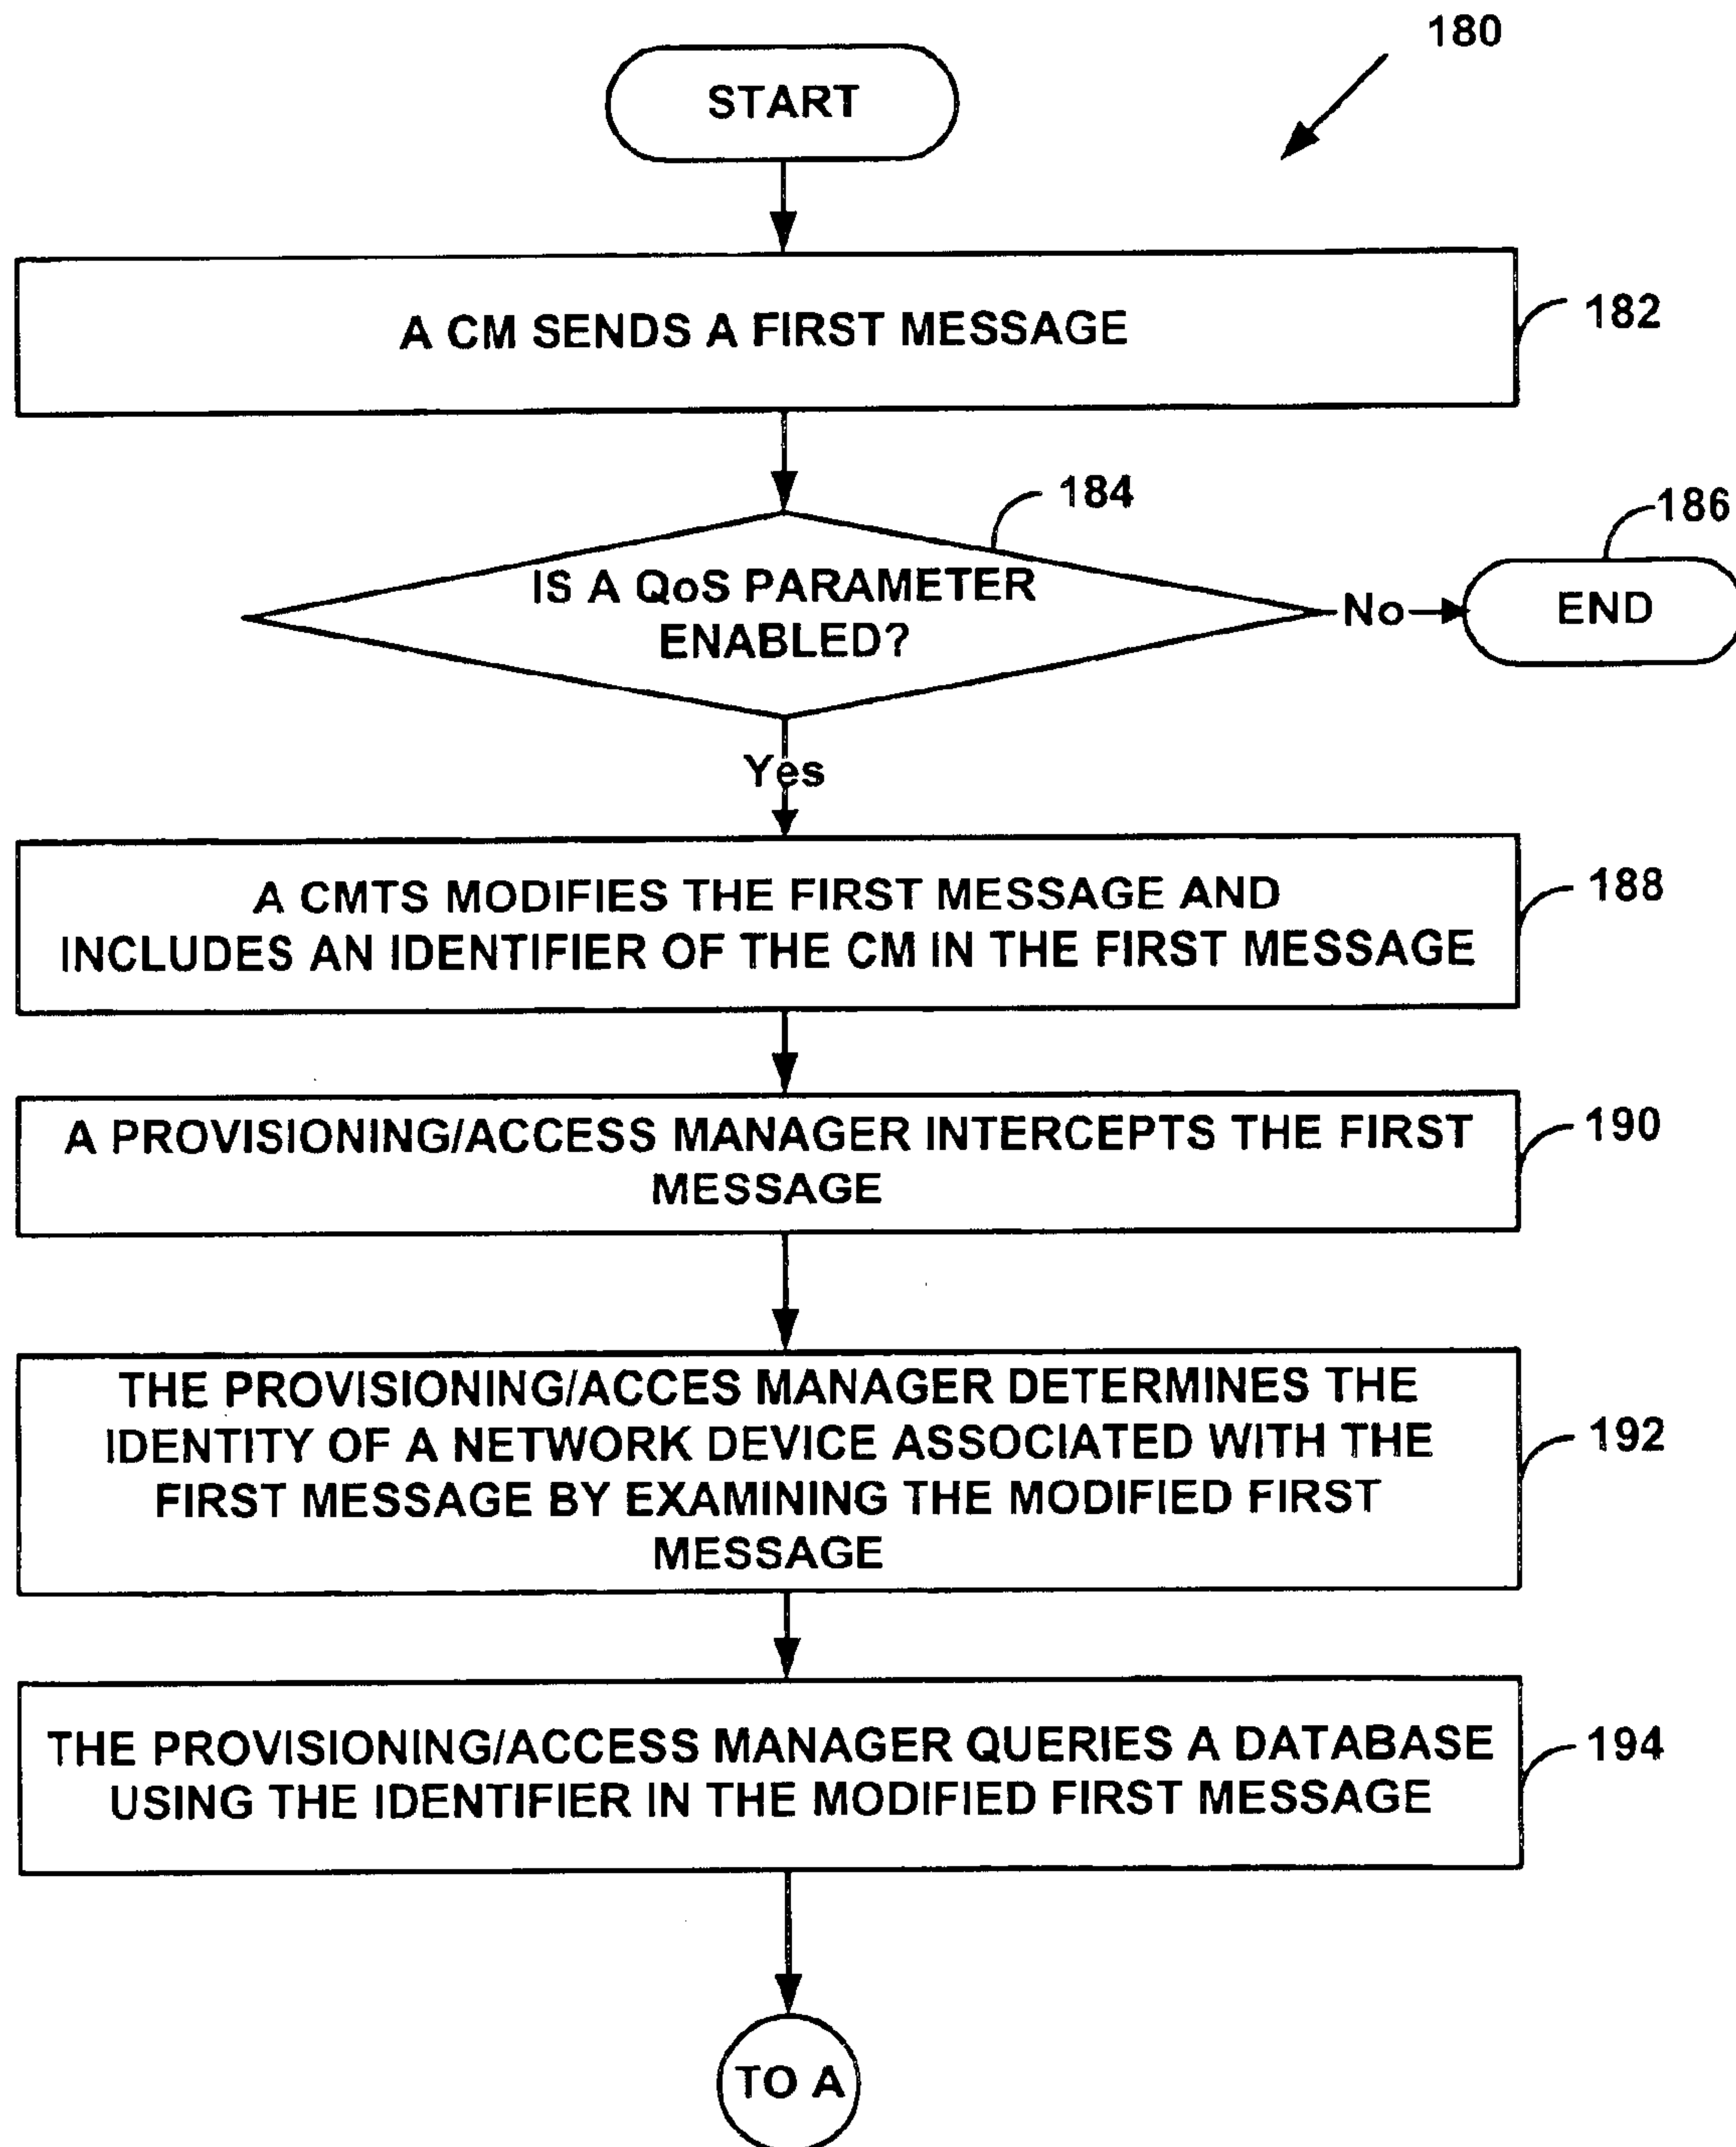 180
START
A CM SENDS A FIRST MESSAGE
182
184
186
IS A QoS PARAMETER
ENABLED?
No
END
Yes
A CMTS MODIFIES THE FIRST MESSAGE AND
INCLUDES AN IDENTIFIER OF THE CM IN THE FIRST MESSAGE
188
A PROVISIONING/ACCESS MANAGER INTERCEPTS THE FIRST
MESSAGE
190
THE PROVISIONING/ACCES MANAGER DETERMINES THE
IDENTITY OF A NETWORK DEVICE ASSOCIATED WITH THE
FIRST MESSAGE BY EXAMINING THE MODIFIED FIRST
MESSAGE
192
THE PROVISIONING/ACCESS MANAGER QUERIES A DATABASE
USING THE IDENTIFIER IN THE MODIFIED FIRST MESSAGE
194
TO A